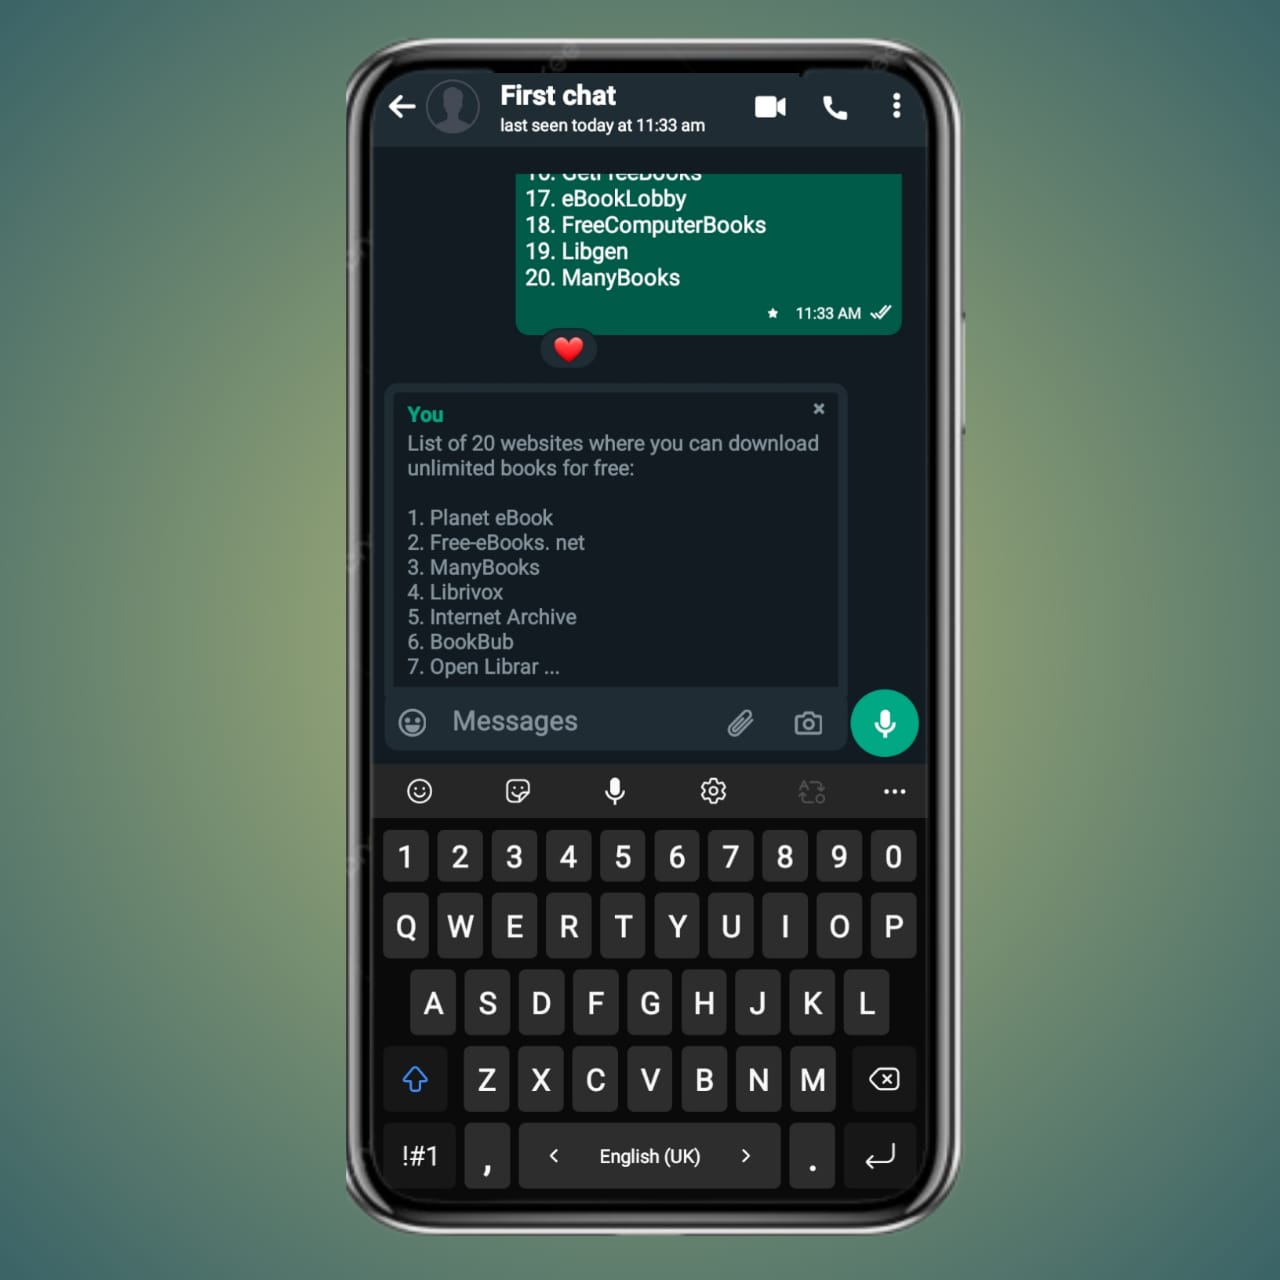 First chat
last seen today at 11:33 am
16. GetFreeBooks
17. eBookLobby
18. FreeComputerBooks
19. Libgen
20. ManyBooks
11:33 AM
You
List of 20 websites where you can download
unlimited books for free:
1. Planet eBook
2. Free-eBooks. net
3. ManyBooks
4. Librivox
5. Internet Archive
6. BookBub
7. Open Librar ...
Messages
1 2 3 4 5 6 7 8 9 0
Q W E R T Y U I O P
A S D F G H J K L
Z X C V B N M
!#1 , < English (UK) > .